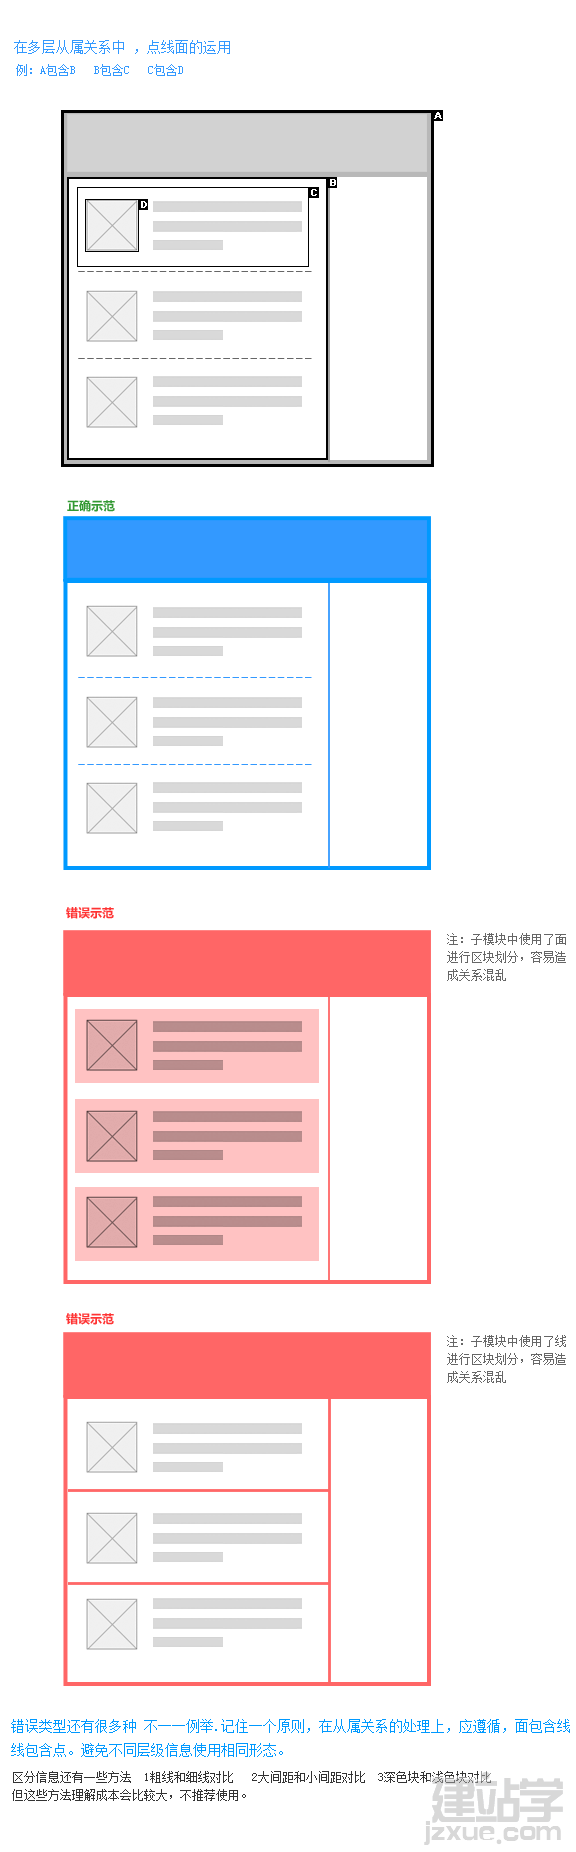 在多层从属关系中 ，点线面的运用
例：A包含B  B包含C  C包含D
A
B
C
D
正确示范
错误示范
注：子模块中使用了面
进行区块划分，容易造
成关系混乱
错误示范
注：子模块中使用了线
进行区块划分，容易造
成关系混乱
错误类型还有很多种 不一一例举.记住一个原则，在从属关系的处理上，应遵循，面包含线
线包含点。避免不同层级信息使用相同形态。
区分信息还有一些方法  1粗线和细线对比  2大间距和小间距对比  3深色块和浅色块对比
但这些方法理解成本会比较大，不推荐使用。
建站学
jzxue.com